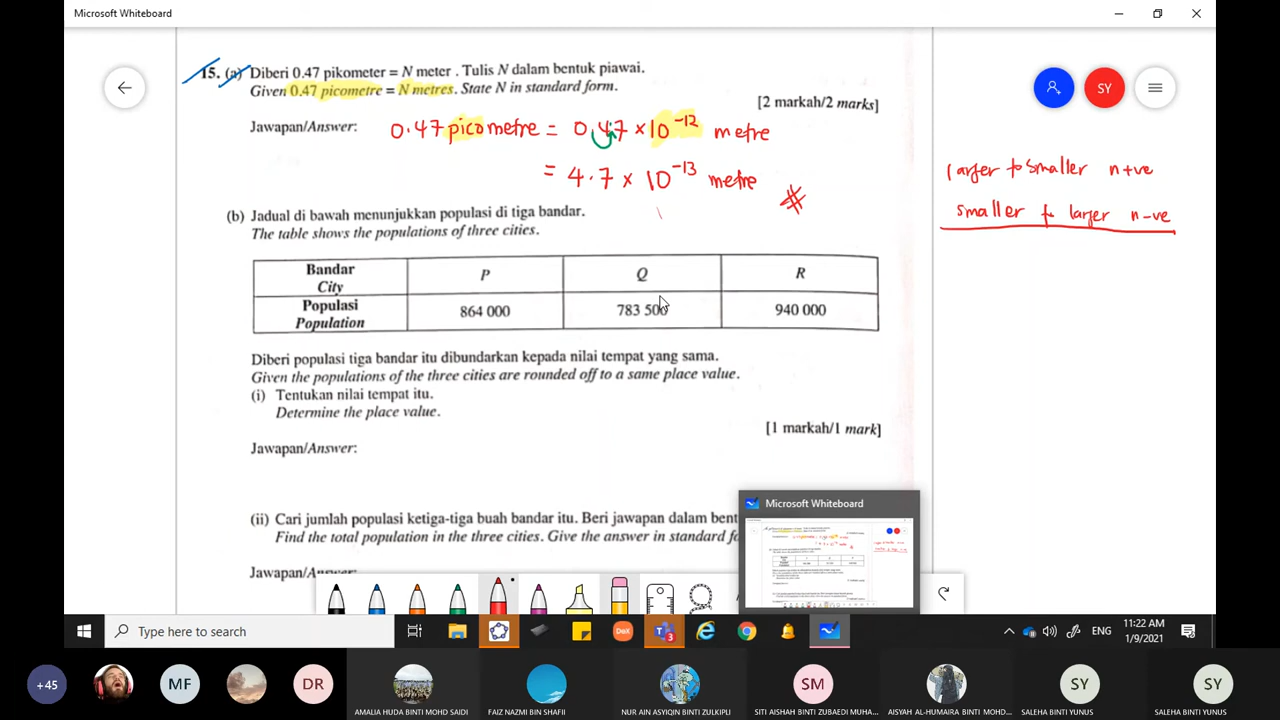 Microsoft Whiteboard
15. (a) Diberi 0.47 pikometer = N meter . Tulis N dalam bentuk piawai.
Given 0.47 picometre = N metres. State N in standard form.
[2 markah/2 marks]
Jawapan/Answer:
0.47 picometre = 0.47 × 10⁻¹² metre
= 4.7 × 10⁻¹³ metre
larger to smaller n+ve
smaller to larger n-ve
(b) Jadual di bawah menunjukkan populasi di tiga bandar.
The table shows the populations of three cities.
Bandar
City
P
Q
R
Populasi
Population
864 000
783 500
940 000
Diberi populasi tiga bandar itu dibundarkan kepada nilai tempat yang sama.
Given the populations of the three cities are rounded off to a same place value.
(i) Tentukan nilai tempat itu.
Determine the place value.
[1 markah/1 mark]
Jawapan/Answer:
(ii) Cari jumlah populasi ketiga-tiga buah bandar itu. Beri jawapan dalam bent
Find the total population in the three cities. Give the answer in standard fo
Jawapan/Answer:
SY
Microsoft Whiteboard
Type here to search
DoX
3
ENG
11:22 AM
1/9/2021
+45
MF
DR
AMALIA HUDA BINTI MOHD SAIDI
FAIZ NAZMI BIN SHAFII
NUR AIN ASYIQIN BINTI ZULKIPLI
SM
SITI AISHAH BINTI ZUBAEDI MUHA...
AISYAH AL-HUMAIRA BINTI MOHD...
SY
SALEHA BINTI YUNUS
SY
SALEHA BINTI YUNUS